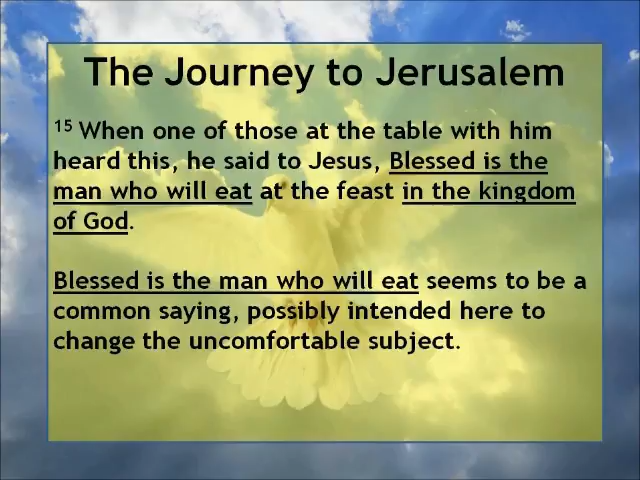 The Journey to Jerusalem
15 When one of those at the table with him
heard this, he said to Jesus, Blessed is the
man who will eat at the feast in the kingdom
of God.
Blessed is the man who will eat seems to be a
common saying, possibly intended here to
change the uncomfortable subject.